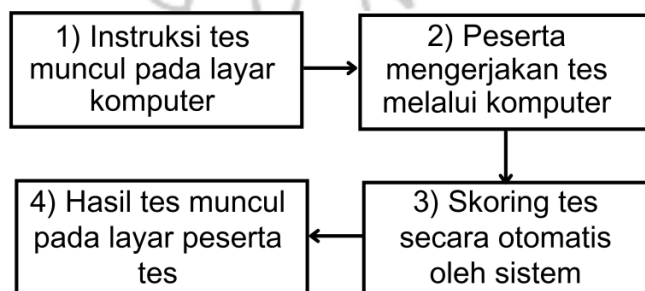 1) Instruksi tes
muncul pada layar
komputer
2) Peserta
mengerjakan tes
melalui komputer
3) Skoring tes
secara otomatis
oleh sistem
4) Hasil tes muncul
pada layar peserta
tes